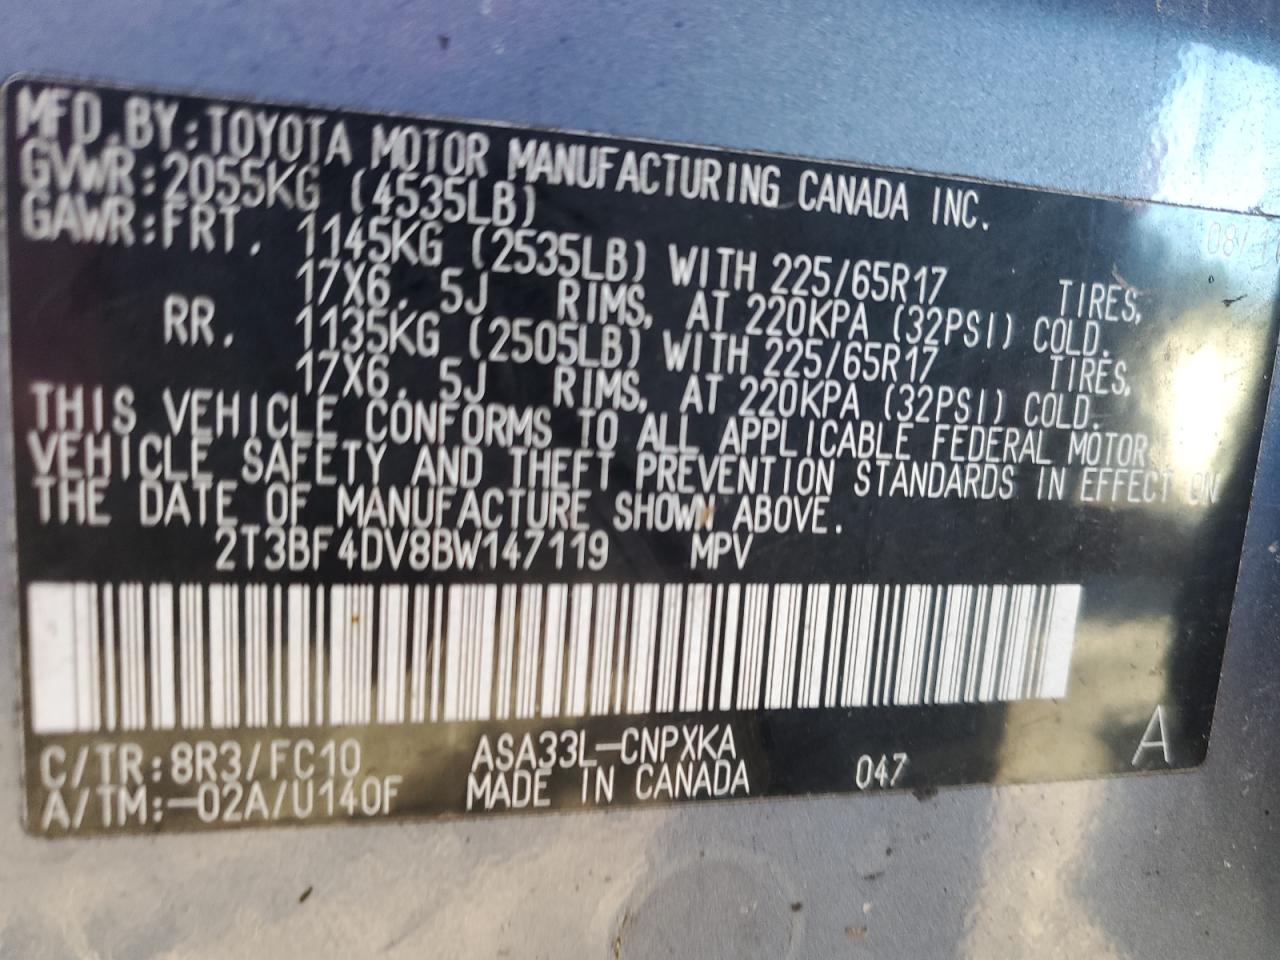 MFD.BY:TOYOTA MOTOR MANUFACTURING CANADA INC.
GVWR:2055KG (4535LB)
GAWR:FRT. 1145KG (2535LB) WITH 225/65R17 TIRES,
17X6.5J RIMS, AT 220KPA (32PSI) COLD.
RR. 1135KG (2505LB) WITH 225/65R17 TIRES,
17X6.5J RIMS, AT 220KPA (32PSI) COLD.
THIS VEHICLE CONFORMS TO ALL APPLICABLE FEDERAL MOTOR
VEHICLE SAFETY AND THEFT PREVENTION STANDARDS IN EFFECT ON
THE DATE OF MANUFACTURE SHOWN ABOVE.
2T3BF4DV8BW147119 MPV
C/TR:8R3/FC10 ASA33L-CNPXKA
A/TM:-02A/U140F MADE IN CANADA 047 A